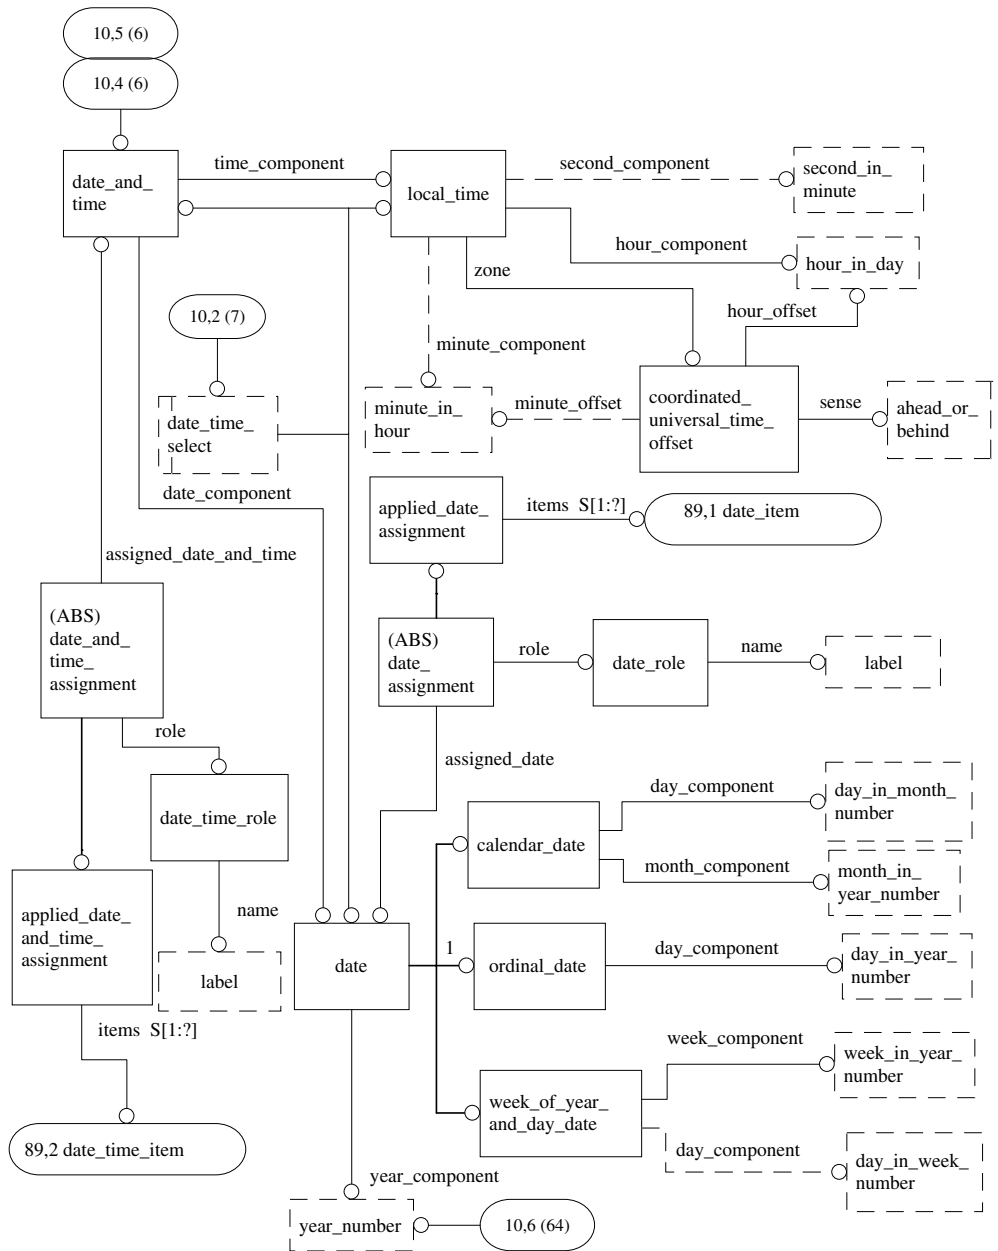 10,5 (6)
10,4 (6)
date_and_
time
time_component
local_time
second_component
second_in_
minute
hour_component
hour_in_day
zone
hour_offset
10,2 (7)
minute_component
date_time_
select
minute_in_
hour
minute_offset
coordinated_
universal_time_
offset
sense
ahead_or_
behind
date_component
applied_date_
assignment
items S[1:?]
89,1 date_item
assigned_date_and_time
(ABS)
date_and_
time_
assignment
(ABS)
date_
assignment
role
date_role
name
label
role
assigned_date
date_time_role
day_component
day_in_month_
number
calendar_date
month_component
month_in_
year_number
applied_date_
and_time_
assignment
name
label
date
1
ordinal_date
day_component
day_in_year_
number
items S[1:?]
week_component
week_in_year_
number
week_of_year_
and_day_date
day_component
day_in_week_
number
89,2 date_time_item
year_component
year_number
10,6 (64)